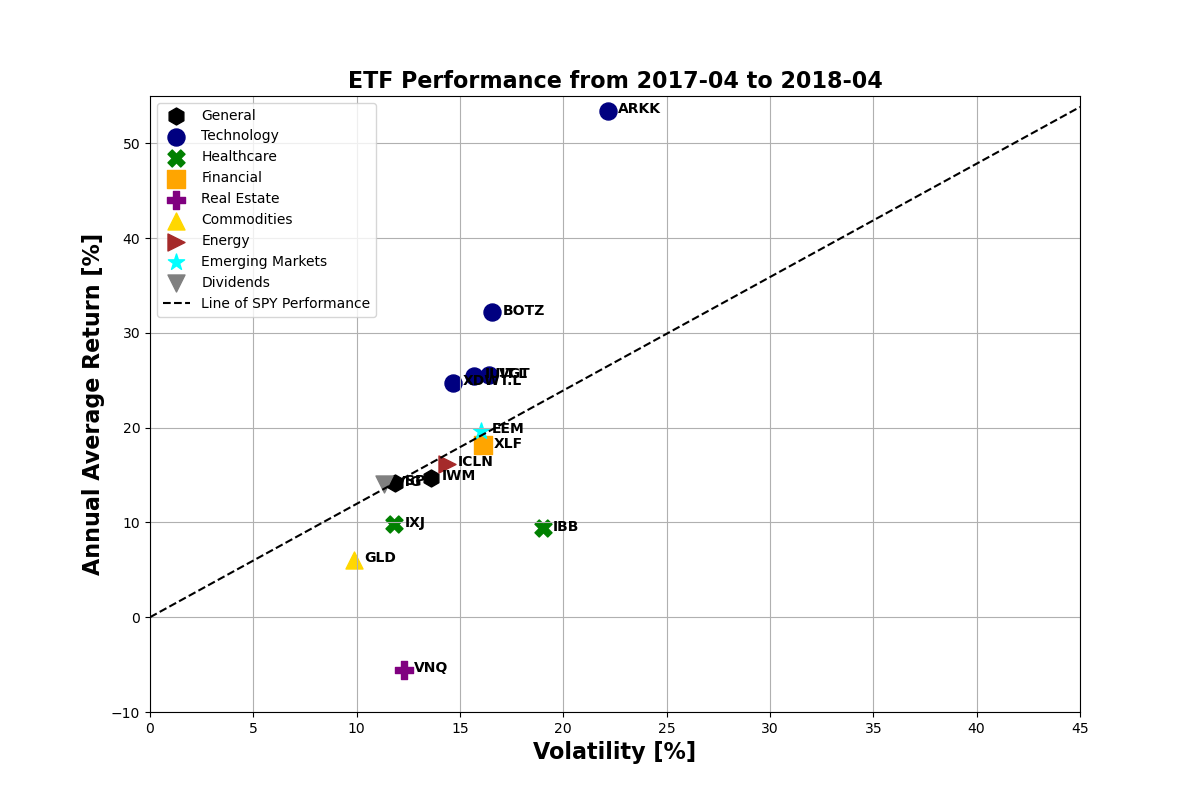 ETF Performance from 2017-04 to 2018-04
General
Technology
Healthcare
Financial
Real Estate
Commodities
Energy
Emerging Markets
Dividends
Line of SPY Performance
ARKK
BOTZ
EEM
XLF
ICLN
IWM
IXJ
IBB
GLD
VNQ
50
40
30
20
10
0
−10
0
5
10
15
20
25
30
35
40
45
Annual Average Return [%]
Volatility [%]